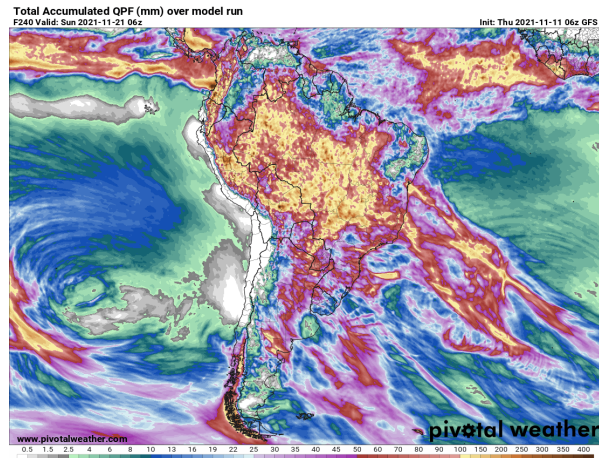 Total Accumulated QPF (mm) over model run
F240 Valid: Sun 2021-11-21 06z Init: Thu 2021-11-11 06z GFS
www.pivotalweather.com pivotal weather
0.5 1.5 2.5 4 6 8 10 13 16 19 22 25 30 35 40 45 50 60 70 80 90 100 150 200 250 300 350 400